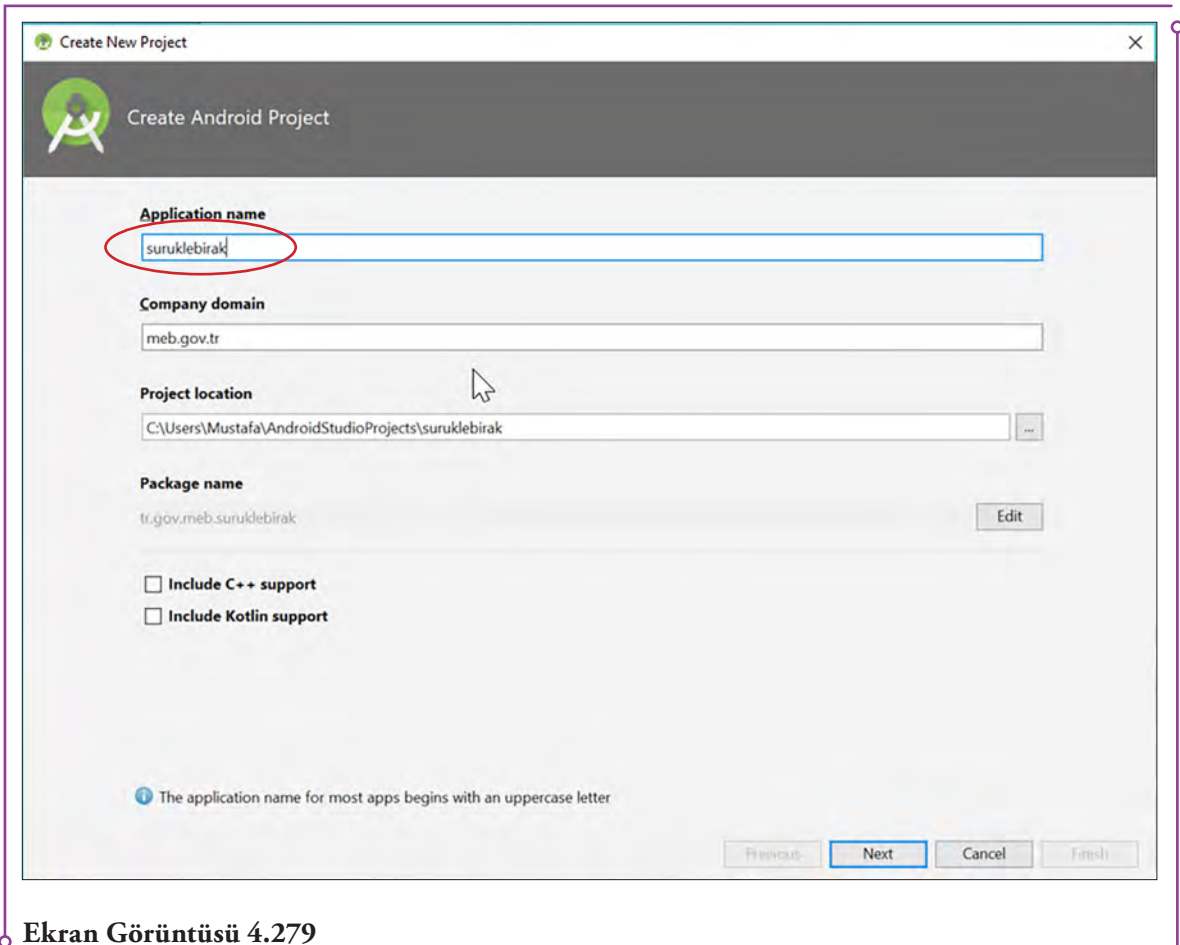 Create New Project
Create Android Project
Application name
suruklebirak
Company domain
meb.gov.tr
Project location
C:\Users\Mustafa\AndroidStudioProjects\suruklebirak
...
Package name
tr.gov.meb.suruklebirak
Edit
Include C++ support
Include Kotlin support
The application name for most apps begins with an uppercase letter
Previous
Next
Cancel
Finish
Ekran Görüntüsü 4.279